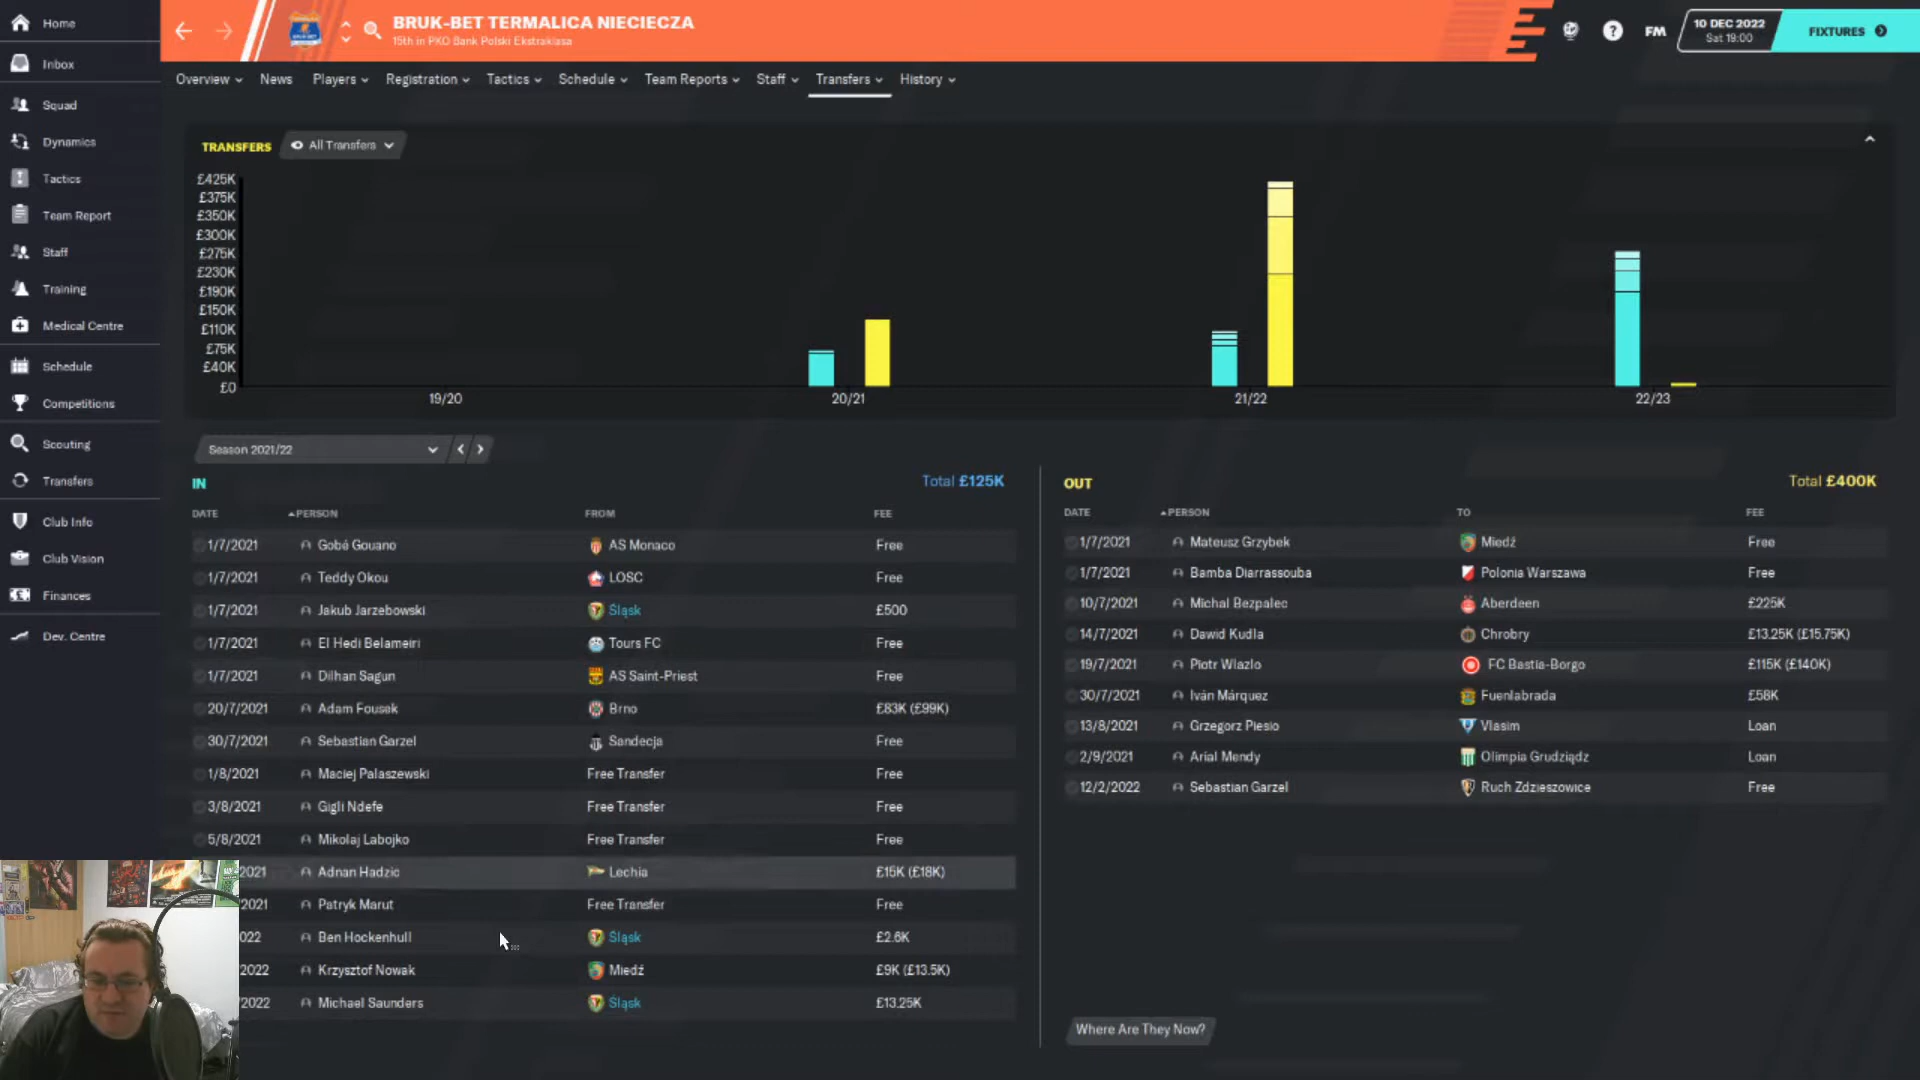 Home
Inbox
Squad
Dynamics
Tactics
Team Report
Staff
Training
Medical Centre
Schedule
Competitions
Scouting
Transfers
Club Info
Club Vision
Finances
Dev. Centre
BRUK-BET TERMALICA NIECIECZA
15th in PKO Bank Polski Ekstraklasa
FM
10 DEC 2022
Sat 19:00
FIXTURES
Overview News Players Registration Tactics Schedule Team Reports Staff Transfers History
TRANSFERS All Transfers
£425K
£375K
£350K
£300K
£275K
£230K
£190K
£150K
£110K
£75K
£40K
£0
19/20 20/21 21/22 22/23
Season 2021/22
IN Total £125K
DATE PERSON FROM FEE
1/7/2021 Gobé Gouano AS Monaco Free
1/7/2021 Teddy Okou LOSC Free
1/7/2021 Jakub Jarzebowski Śląsk £500
1/7/2021 El Hedi Belameiri Tours FC Free
1/7/2021 Dilhan Sagun AS Saint-Priest Free
20/7/2021 Adam Fousek Brno £83K (£99K)
30/7/2021 Sebastian Garzel Sandecja Free
1/8/2021 Maciej Palaszewski Free Transfer Free
3/8/2021 Gigli Ndefe Free Transfer Free
5/8/2021 Mikolaj Labojko Free Transfer Free
2021 Adnan Hadzic Lechia £15K (£18K)
2021 Patryk Marut Free Transfer Free
022 Ben Hockenhull Śląsk £2.6K
2022 Krzysztof Nowak Miedź £9K (£13.5K)
2022 Michael Saunders Śląsk £13.25K
OUT Total £400K
DATE PERSON TO FEE
1/7/2021 Mateusz Grzybek Miedź Free
1/7/2021 Bamba Diarrassouba Polonia Warszawa Free
10/7/2021 Michal Bezpalec Aberdeen £225K
14/7/2021 Dawid Kudla Chrobry £13.25K (£15.75K)
19/7/2021 Piotr Wlazlo FC Bastia-Borgo £115K (£140K)
30/7/2021 Iván Márquez Fuenlabrada £58K
13/8/2021 Grzegorz Piesio Vlasim Loan
2/9/2021 Arial Mendy Olimpia Grudziądz Loan
12/2/2022 Sebastian Garzel Ruch Zdzieszowice Free
Where Are They Now?